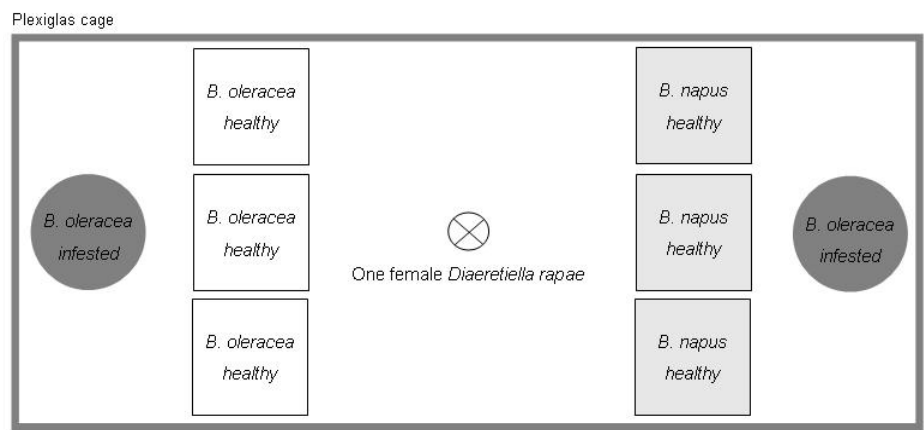 Plexiglas cage
B. oleracea
healthy
B. napus
healthy
B. oleracea
infested
B. oleracea
healthy
One female Diaeretiella rapae
B. napus
healthy
B. oleracea
infested
B. oleracea
healthy
B. napus
healthy